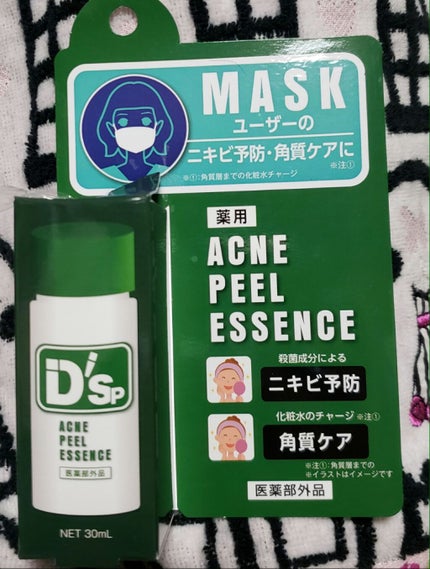 MASK
ユーザーの
ニキビ予防・角質ケアに
※注①
※①:角質層までの化粧水チャージ
薬用
ACNE
PEEL
ESSENCE
殺菌成分による
ニキビ予防
化粧水のチャージ ※注①
角質ケア
※注①:角質層までの
※イラストはイメージです
医薬部外品
D'sP
ACNE
PEEL
ESSENCE
医薬部外品
NET 30mL